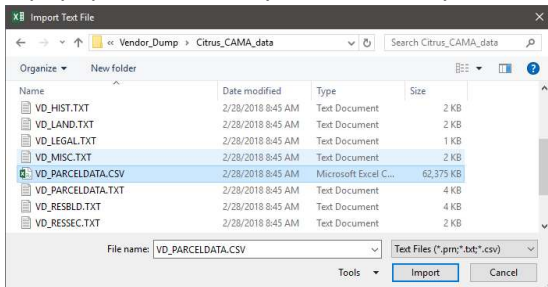 Import Text File
« Vendor_Dump › Citrus_CAMA_data
Search Citrus_CAMA_data
Organize New folder
Name Date modified Type Size
VD_HIST.TXT 2/28/2018 8:45 AM Text Document 2 KB
VD_LAND.TXT 2/28/2018 8:45 AM Text Document 2 KB
VD_LEGAL.TXT 2/28/2018 8:45 AM Text Document 1 KB
VD_MISC.TXT 2/28/2018 8:45 AM Text Document 2 KB
VD_PARCELDATA.CSV 2/28/2018 8:45 AM Microsoft Excel C... 62,375 KB
VD_PARCELDATA.TXT 2/28/2018 8:45 AM Text Document 4 KB
VD_RESBLD.TXT 2/28/2018 8:45 AM Text Document 4 KB
VD_RESSEC.TXT 2/28/2018 8:45 AM Text Document 2 KB
File name: VD_PARCELDATA.CSV Text Files (*.prn;*.txt;*.csv)
Tools Import Cancel